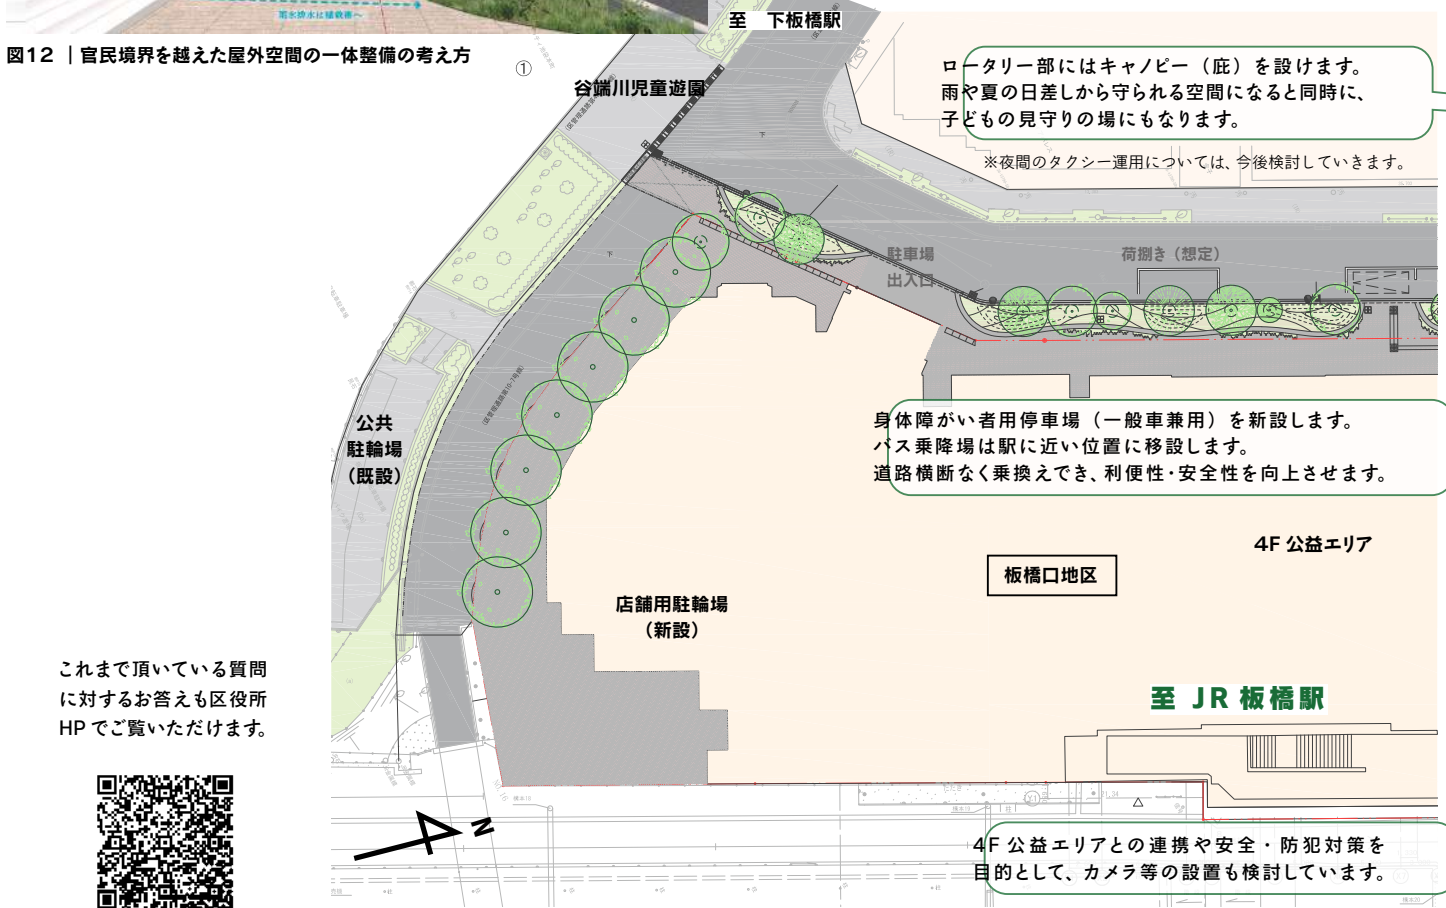 雨水排水は植栽帯へ
図12 ｜官民境界を越えた屋外空間の一体整備の考え方
至 下板橋駅
①
谷端川児童遊園
ロータリー部にはキャノピー（庇）を設けます。
雨や夏の日差しから守られる空間になると同時に、
子どもの見守りの場にもなります。
※夜間のタクシー運用については、今後検討していきます。
駐車場
出入口
荷捌き（想定）
下
下
公共
駐輪場
（既設）
身体障がい者用停車場（一般車兼用）を新設します。
バス乗降場は駅に近い位置に移設します。
道路横断なく乗換えでき、利便性・安全性を向上させます。
4F 公益エリア
板橋口地区
店舗用駐輪場
（新設）
これまで頂いている質問
に対するお答えも区役所
HP でご覧いただけます。
至 JR 板橋駅
N
4F 公益エリアとの連携や安全・防犯対策を
目的として、カメラ等の設置も検討しています。